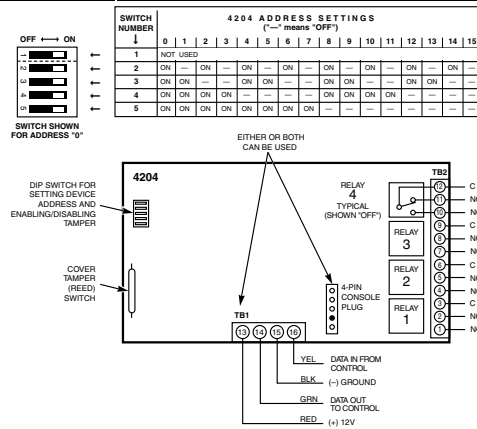 OFF ⟷ ON
1
2
3
4
5
SWITCH SHOWN
FOR ADDRESS "0"
SWITCH NUMBER ↓ 4204 ADDRESS SETTINGS
("—" means "OFF")
0 1 2 3 4 5 6 7 8 9 10 11 12 13 14 15
1 NOT USED
2 ON — ON — ON — ON — ON — ON — ON — ON —
3 ON ON — — ON ON — — ON ON — — ON ON — —
4 ON ON ON ON — — — — ON ON ON ON — — — —
5 ON ON ON ON ON ON ON ON — — — — — — — —
EITHER OR BOTH
CAN BE USED
4204
DIP SWITCH FOR
SETTING DEVICE
ADDRESS AND
ENABLING/DISABLING
TAMPER
COVER
TAMPER
(REED)
SWITCH
RELAY
4
TYPICAL
(SHOWN "OFF")
RELAY
3
RELAY
2
RELAY
1
TB2
12 C
11
10
9 C
8
7
6 C
5
4
3 C
2
1
4-PIN
CONSOLE
PLUG
TB1
13 14 15 16
YEL DATA IN FROM
CONTROL
BLK (–) GROUND
GRN DATA OUT
TO CONTROL
RED (+) 12V